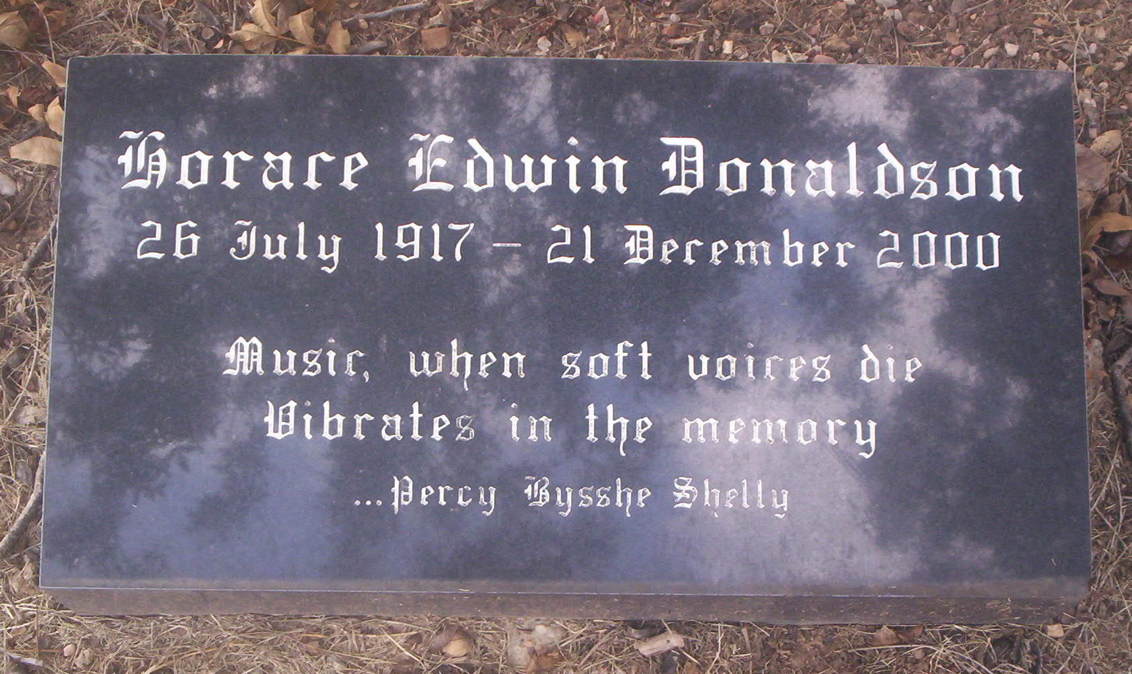 Horace Edwin Donaldson
26 July 1917 – 21 December 2000
Music, when soft voices die
Vibrates in the memory
...Percy Bysshe Shelly